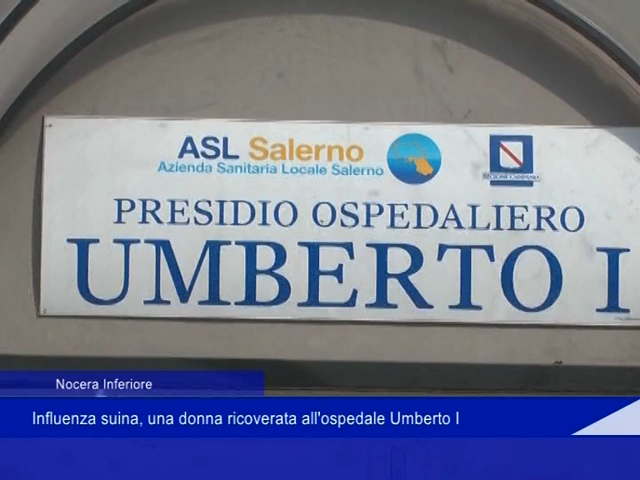 ASL Salerno
Azienda Sanitaria Locale Salerno
REGIONE CAMPANIA
PRESIDIO OSPEDALIERO
UMBERTO I
Nocera Inferiore
Influenza suina, una donna ricoverata all'ospedale Umberto I